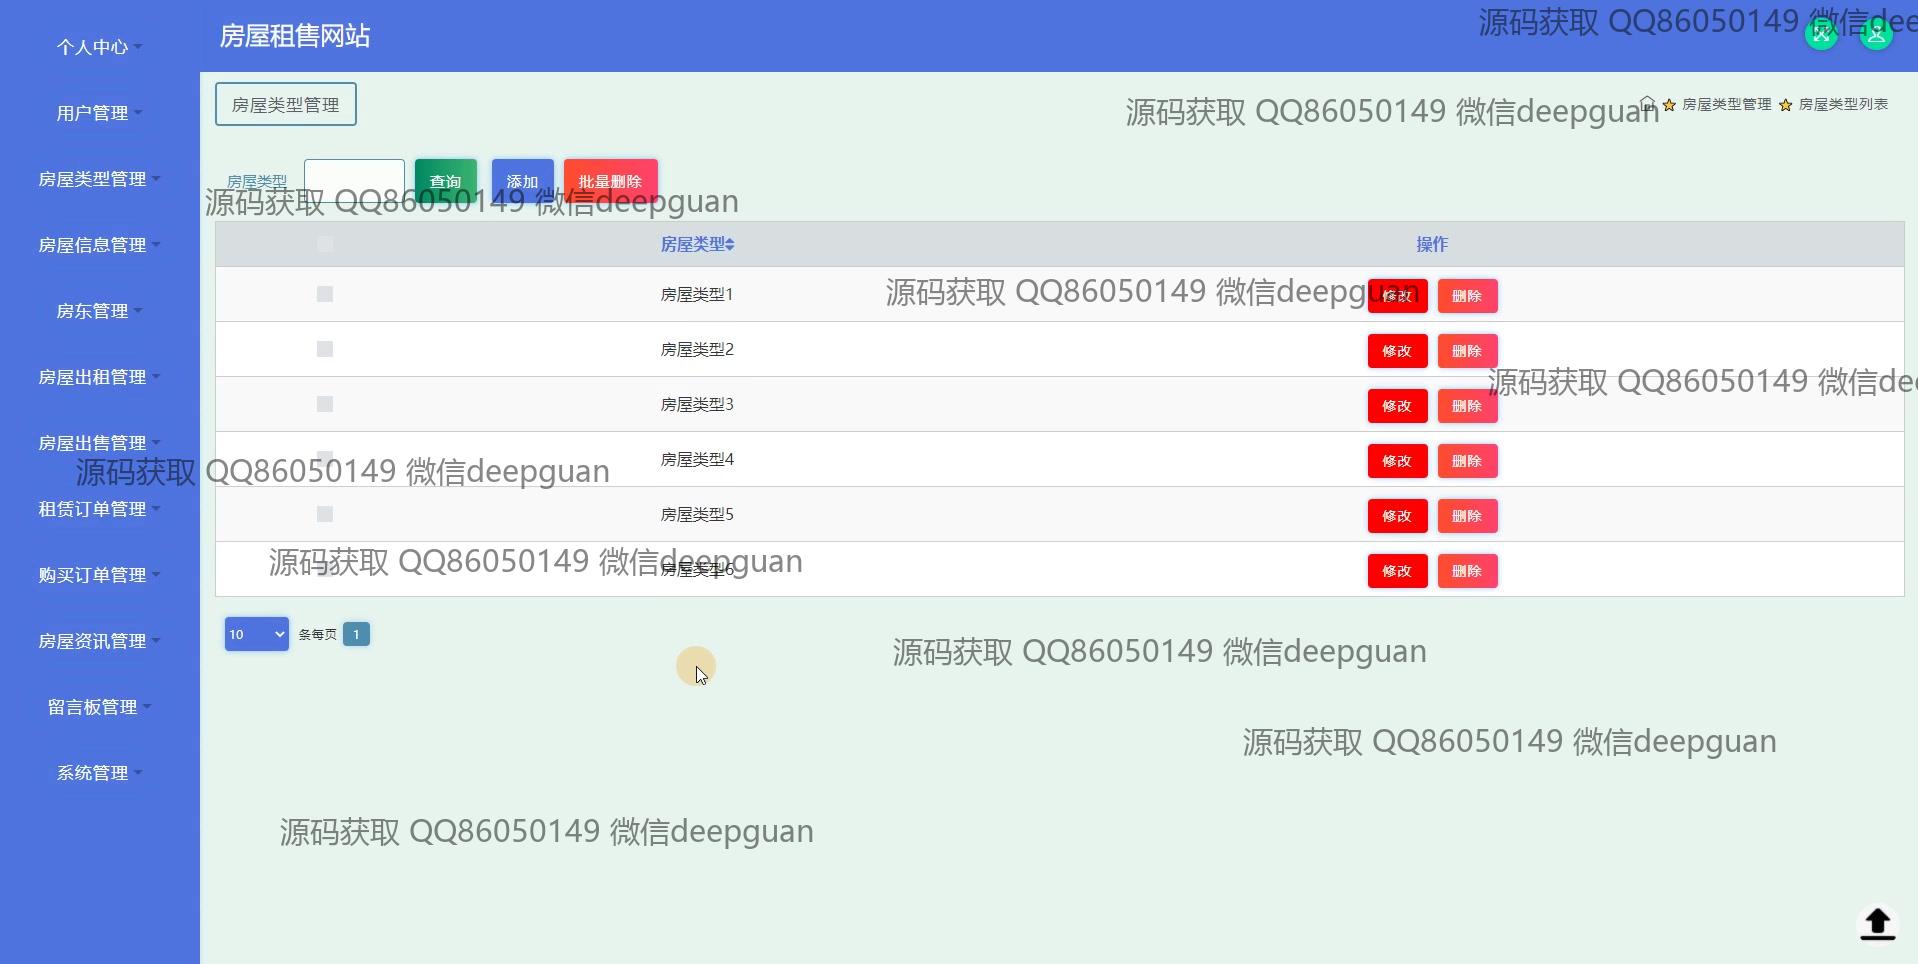 个人中心
用户管理
房屋类型管理
房屋信息管理
房东管理
房屋出租管理
房屋出售管理
租赁订单管理
购买订单管理
房屋资讯管理
留言板管理
系统管理
房屋租售网站
源码获取 QQ86050149 微信dee
房屋类型管理
源码获取 QQ86050149 微信deepguan
房屋类型管理 房屋类型列表
房屋类型 查询 添加 批量删除
源码获取 QQ86050149 微信deepguan
房屋类型 操作
房屋类型1 修改 删除
源码获取 QQ86050149 微信deepguan
房屋类型2 修改 删除
源码获取 QQ86050149 微信dee
房屋类型3 修改 删除
房屋类型4 修改 删除
源码获取 QQ86050149 微信deepguan
房屋类型5 修改 删除
源码获取 QQ86050149 微信deepguan
房屋类型6 修改 删除
10 条每页 1
源码获取 QQ86050149 微信deepguan
源码获取 QQ86050149 微信deepguan
源码获取 QQ86050149 微信deepguan